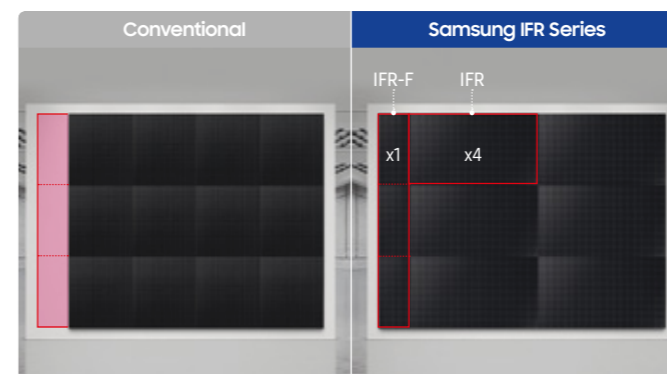 Conventional
Samsung IFR Series
IFR-F
IFR
x1
x4